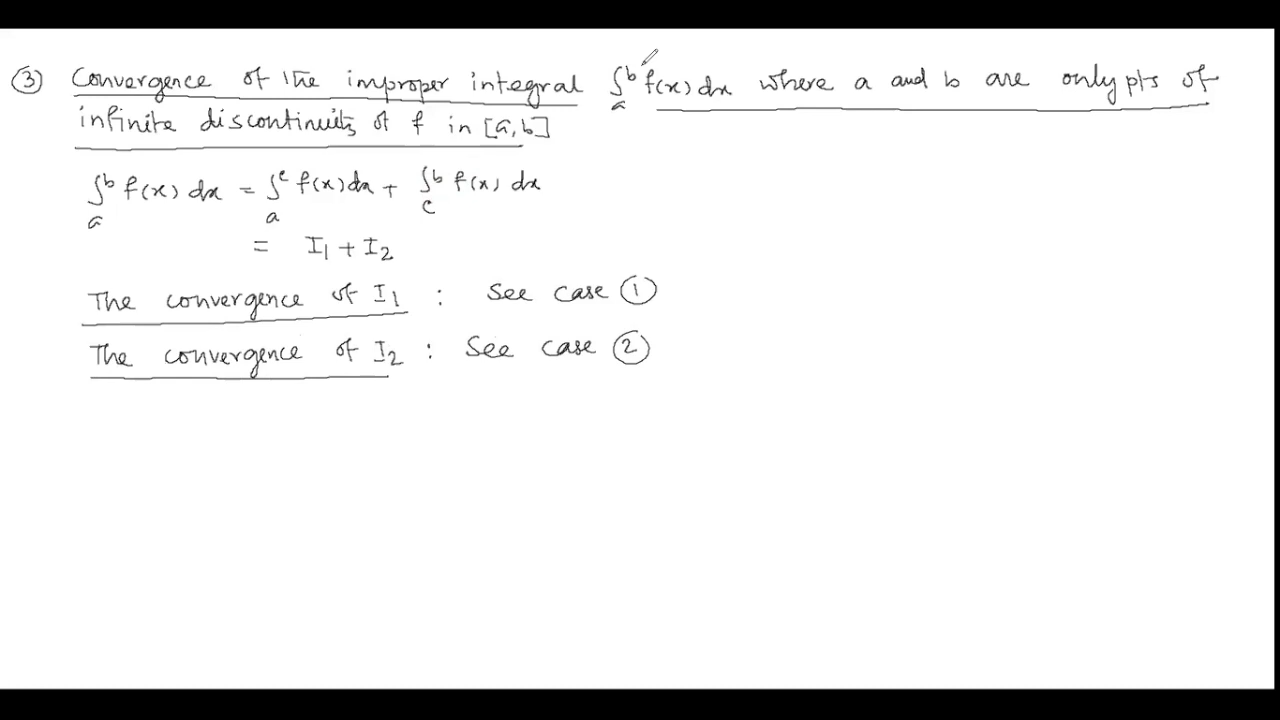 ③ Convergence of the improper integral ∫_a^b f(x) dx where a and b are only pts of
infinite discontinuity of f in [a, b]
∫_a^b f(x) dx = ∫_a^c f(x) dx + ∫_c^b f(x) dx
= I₁ + I₂
The convergence of I₁ : See case ①
The convergence of I₂ : See case ②